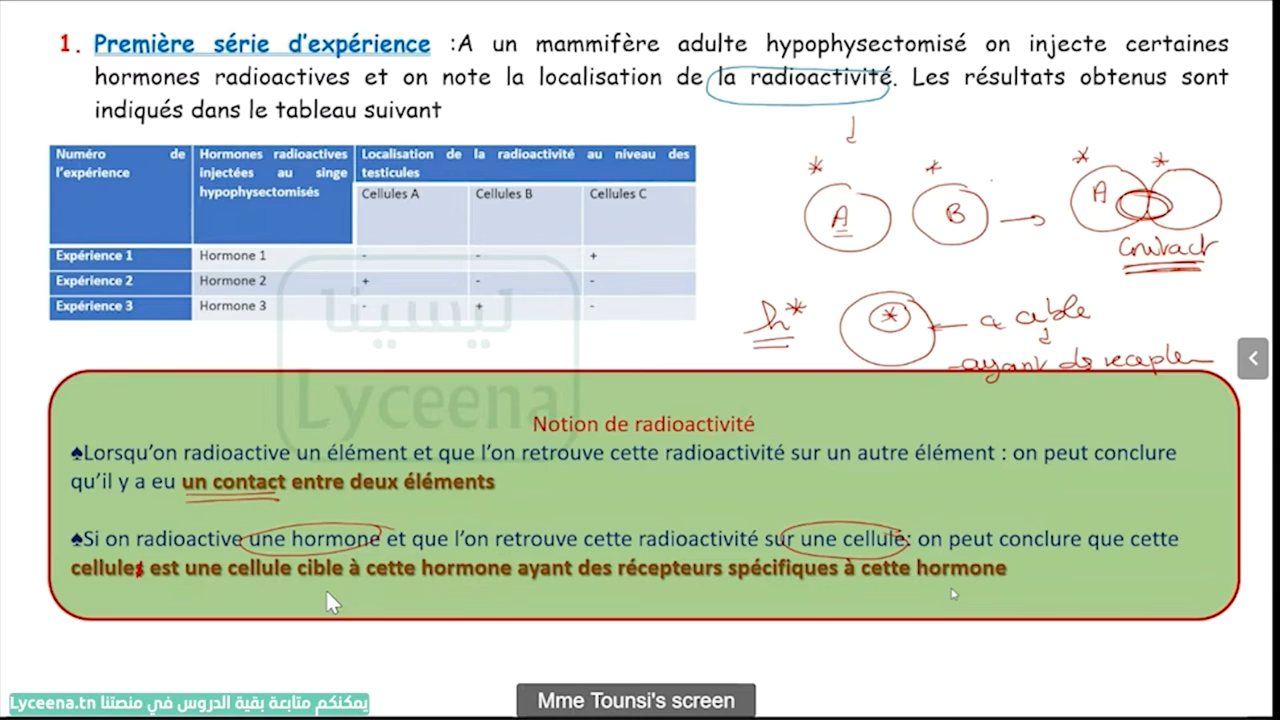 1. Première série d'expérience :A un mammifère adulte hypophysectomisé on injecte certaines
hormones radioactives et on note la localisation de la radioactivité. Les résultats obtenus sont
indiqués dans le tableau suivant
Numéro de l'expérience
Hormones radioactives injectées au singe hypophysectomisés
Localisation de la radioactivité au niveau des testicules
Cellules A
Cellules B
Cellules C
Expérience 1 Hormone 1 - - +
Expérience 2 Hormone 2 + - -
Expérience 3 Hormone 3 - + -
* * * *
A B A
Contact
h* * a cible
-ayant de recepteu
ليسينا
Lyceena
Notion de radioactivité
♠Lorsqu'on radioactive un élément et que l'on retrouve cette radioactivité sur un autre élément : on peut conclure
qu'il y a eu un contact entre deux éléments
♠Si on radioactive une hormone et que l'on retrouve cette radioactivité sur une cellule: on peut conclure que cette
cellules est une cellule cible à cette hormone ayant des récepteurs spécifiques à cette hormone
يمكنكم متابعة بقية الدروس في منصتنا Lyceena.tn
Mme Tounsi's screen